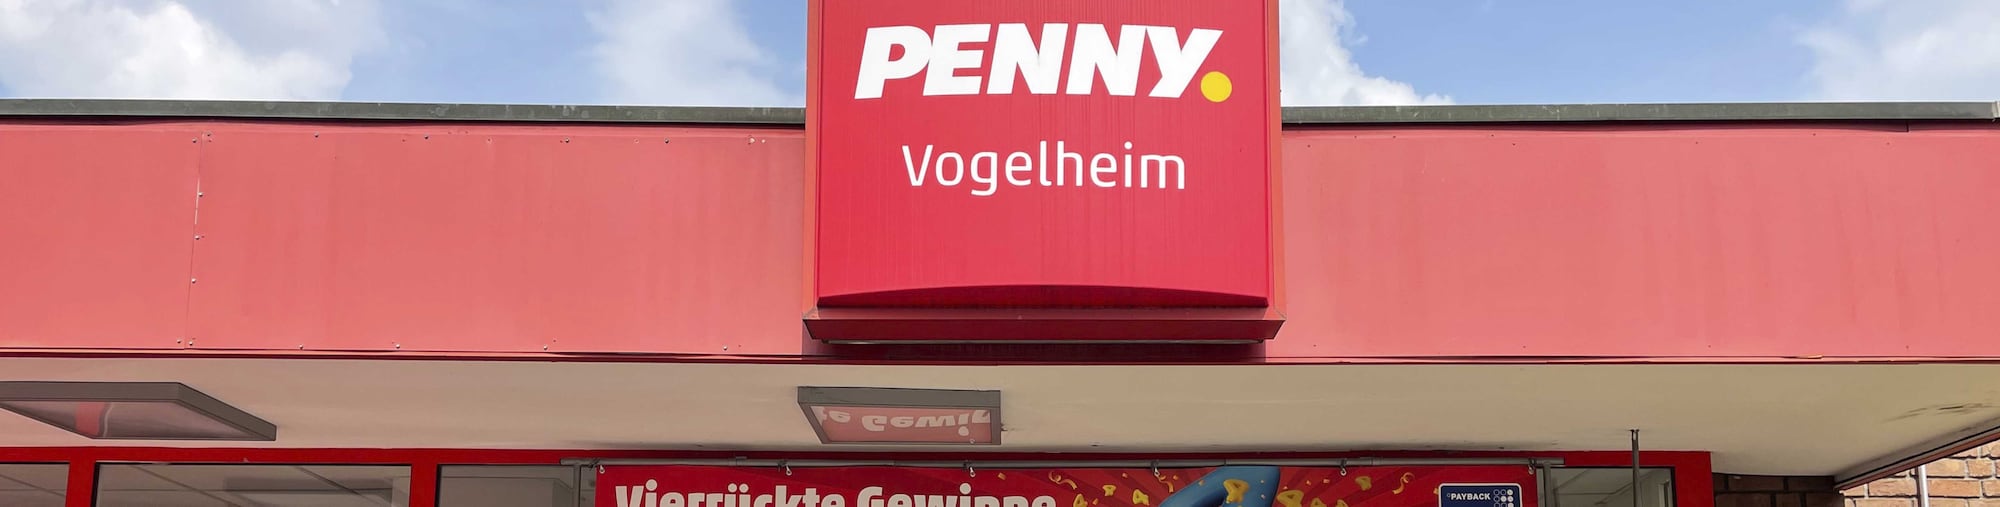 PENNY.
Vogelheim
Vierrückte Gewinne
PAYBACK